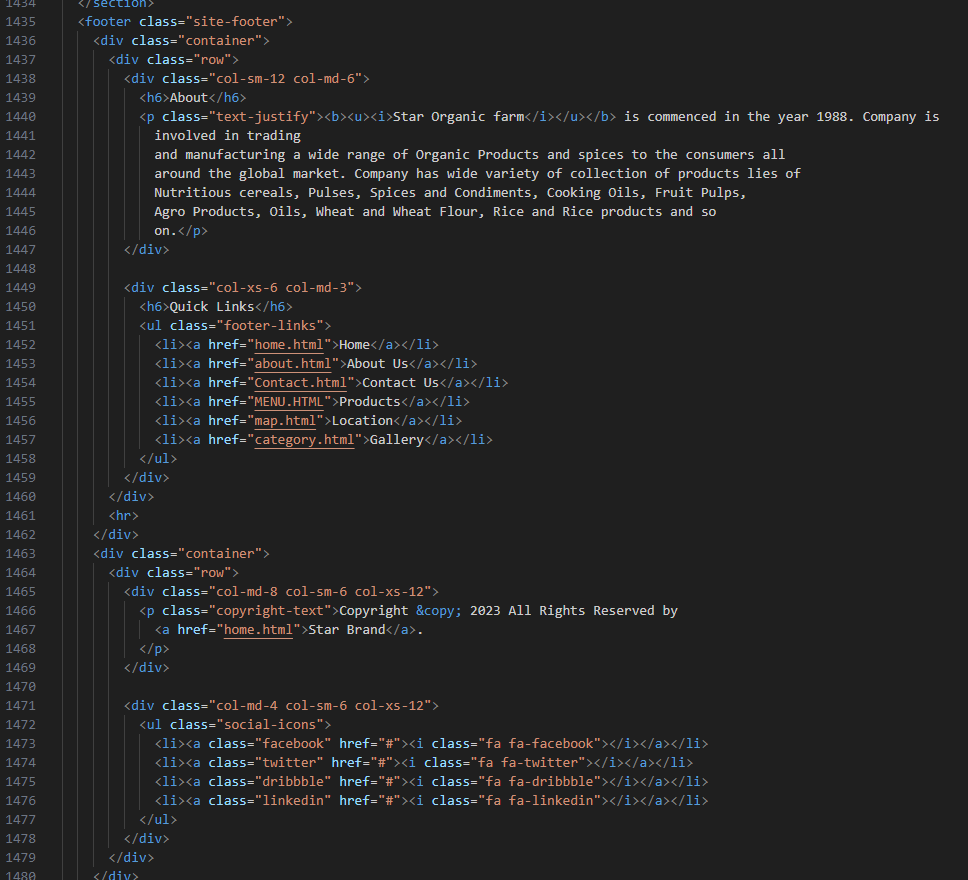 1434 </section>
1435 <footer class="site-footer">
1436 <div class="container">
1437 <div class="row">
1438 <div class="col-sm-12 col-md-6">
1439 <h6>About</h6>
1440 <p class="text-justify"><b><u><i>Star Organic farm</i></u></b> is commenced in the year 1988. Company is
1441 involved in trading
1442 and manufacturing a wide range of Organic Products and spices to the consumers all
1443 around the global market. Company has wide variety of collection of products lies of
1444 Nutritious cereals, Pulses, Spices and Condiments, Cooking Oils, Fruit Pulps,
1445 Agro Products, Oils, Wheat and Wheat Flour, Rice and Rice products and so
1446 on.</p>
1447 </div>
1448
1449 <div class="col-xs-6 col-md-3">
1450 <h6>Quick Links</h6>
1451 <ul class="footer-links">
1452 <li><a href="home.html">Home</a></li>
1453 <li><a href="about.html">About Us</a></li>
1454 <li><a href="Contact.html">Contact Us</a></li>
1455 <li><a href="MENU.HTML">Products</a></li>
1456 <li><a href="map.html">Location</a></li>
1457 <li><a href="category.html">Gallery</a></li>
1458 </ul>
1459 </div>
1460 </div>
1461 <hr>
1462 </div>
1463 <div class="container">
1464 <div class="row">
1465 <div class="col-md-8 col-sm-6 col-xs-12">
1466 <p class="copyright-text">Copyright &copy; 2023 All Rights Reserved by
1467 <a href="home.html">Star Brand</a>.
1468 </p>
1469 </div>
1470
1471 <div class="col-md-4 col-sm-6 col-xs-12">
1472 <ul class="social-icons">
1473 <li><a class="facebook" href="#"><i class="fa fa-facebook"></i></a></li>
1474 <li><a class="twitter" href="#"><i class="fa fa-twitter"></i></a></li>
1475 <li><a class="dribbble" href="#"><i class="fa fa-dribbble"></i></a></li>
1476 <li><a class="linkedin" href="#"><i class="fa fa-linkedin"></i></a></li>
1477 </ul>
1478 </div>
1479 </div>
1480 </div>